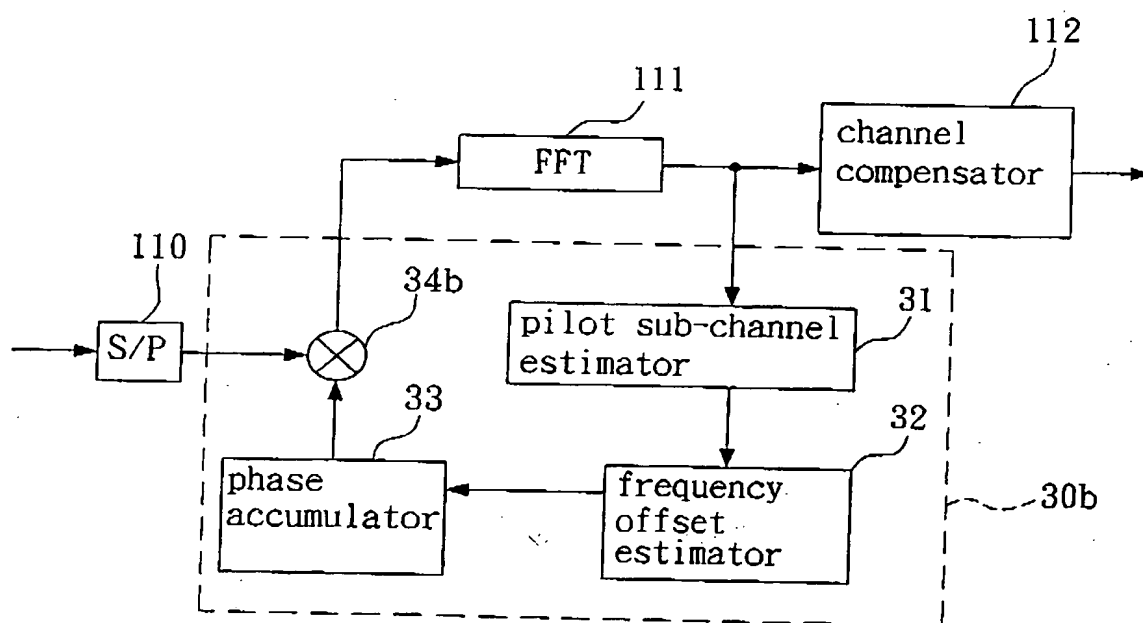 111
FFT
112
channel
compensator
110
S/P
34b
pilot sub-channel
estimator
31
33
phase
accumulator
32
frequency
offset
estimator
30b